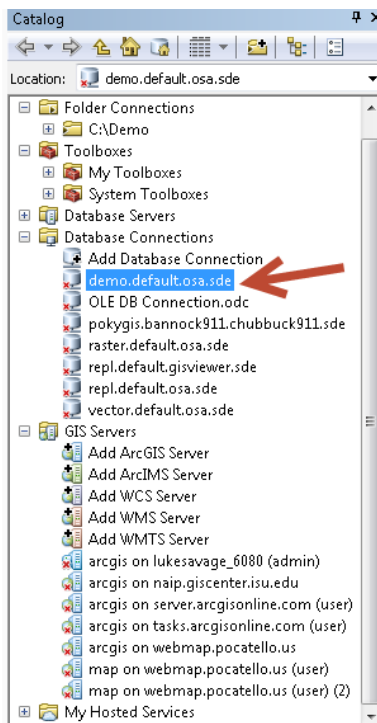 Catalog
Location: demo.default.osa.sde
Folder Connections
C:\Demo
Toolboxes
My Toolboxes
System Toolboxes
Database Servers
Database Connections
Add Database Connection
demo.default.osa.sde
OLE DB Connection.odc
pokygis.bannock911.chubbuck911.sde
raster.default.osa.sde
repl.default.gisviewer.sde
repl.default.osa.sde
vector.default.osa.sde
GIS Servers
Add ArcGIS Server
Add ArcIMS Server
Add WCS Server
Add WMS Server
Add WMTS Server
arcgis on lukesavage_6080 (admin)
arcgis on naip.giscenter.isu.edu
arcgis on server.arcgisonline.com (user)
arcgis on tasks.arcgisonline.com (user)
arcgis on webmap.pocatello.us
map on webmap.pocatello.us (user)
map on webmap.pocatello.us (user) (2)
My Hosted Services